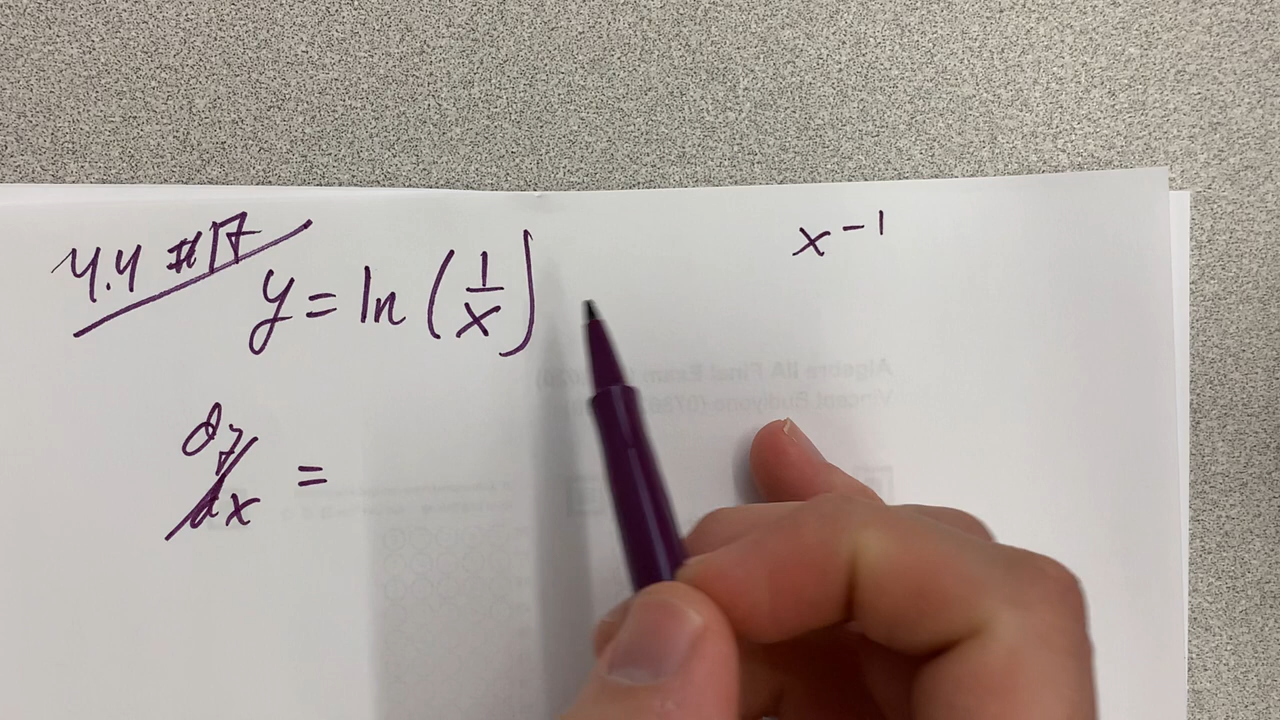 4.4 #17
y = ln (1/x)
x^-1
dy/dx =